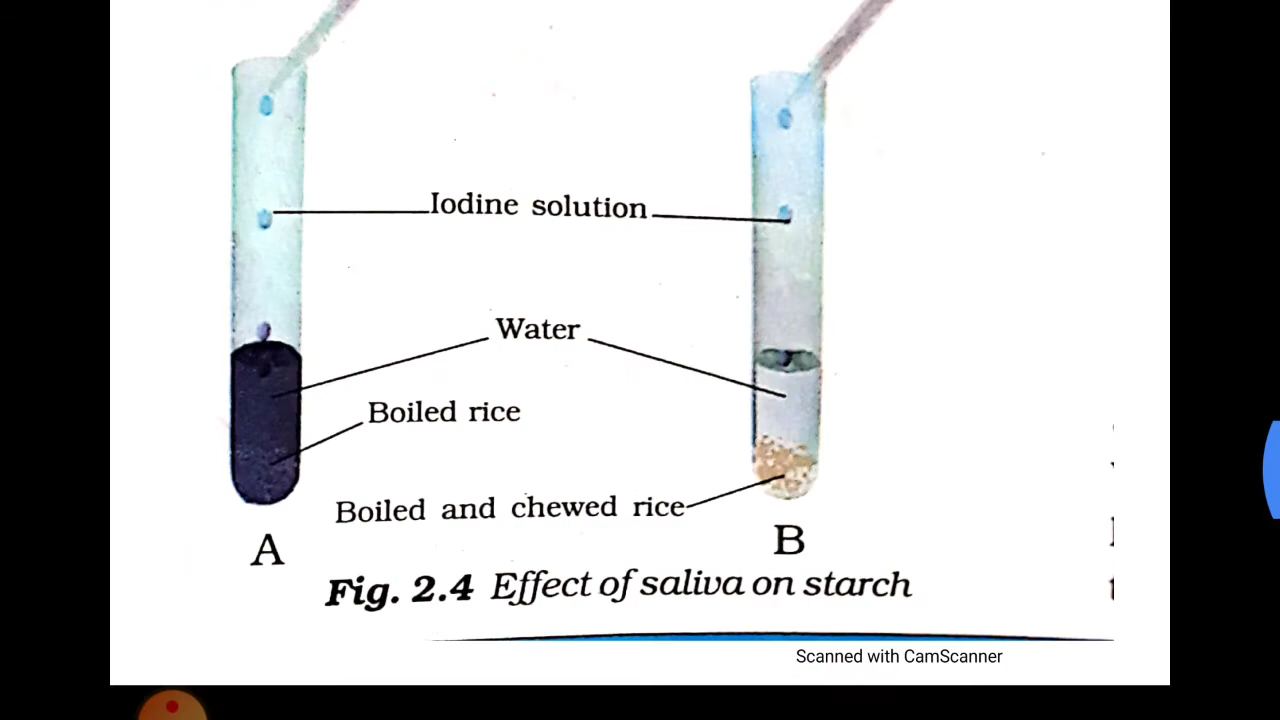 Iodine solution
Water
Boiled rice
Boiled and chewed rice
A
B
Fig. 2.4 Effect of saliva on starch
Scanned with CamScanner